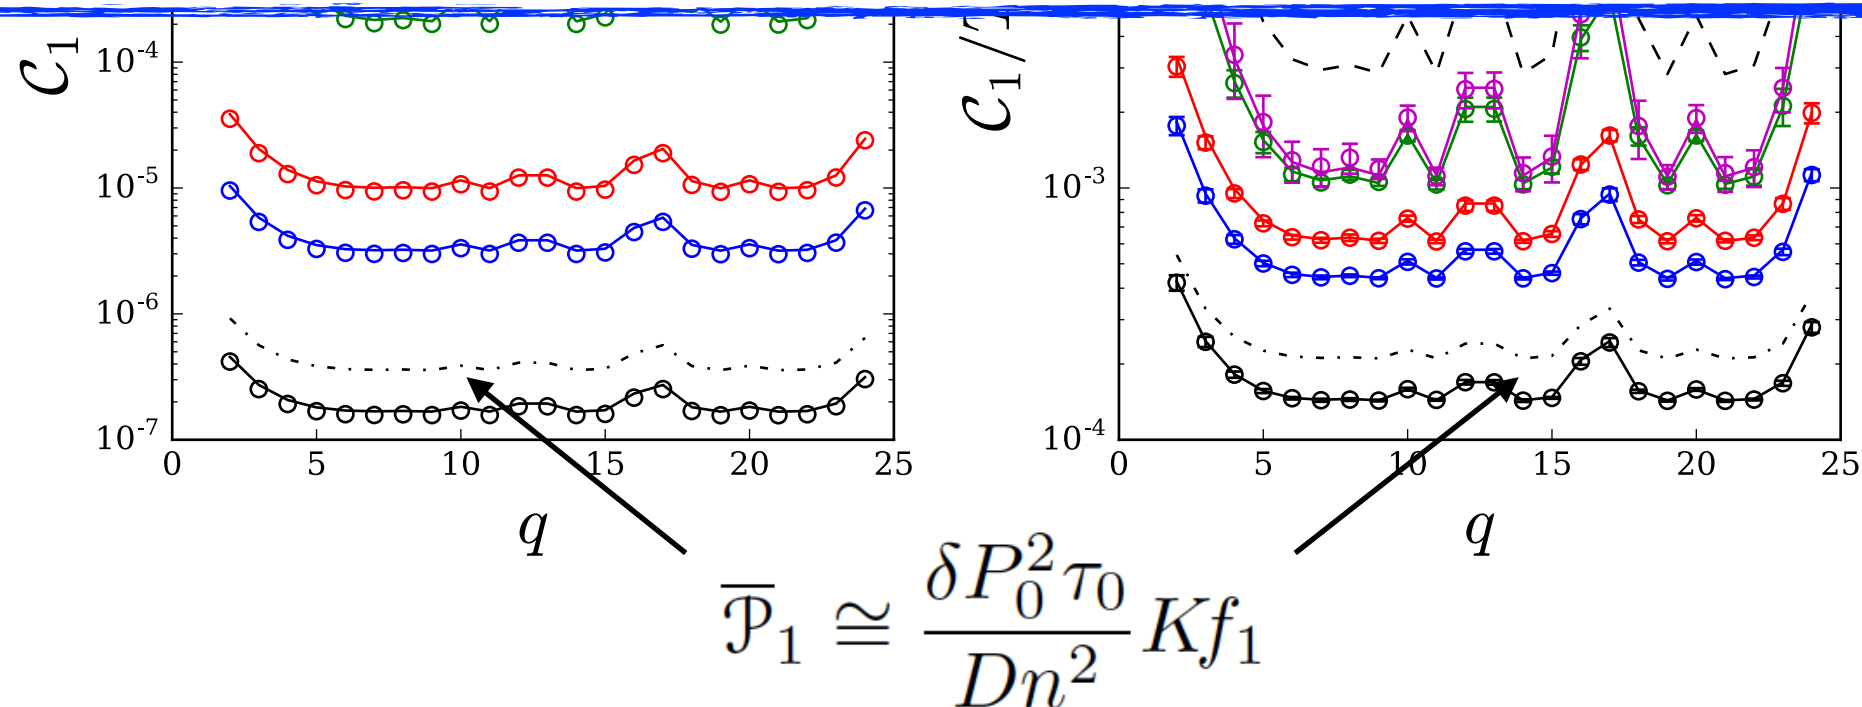 C₁
10⁻⁴
10⁻⁵
10⁻⁶
10⁻⁷
0 5 10 15 20 25
q
C₁/
10⁻³
10⁻⁴
0 5 10 15 20 25
q
𝒫̅₁ ≅ δP₀²τ₀ / Dn² Kf₁